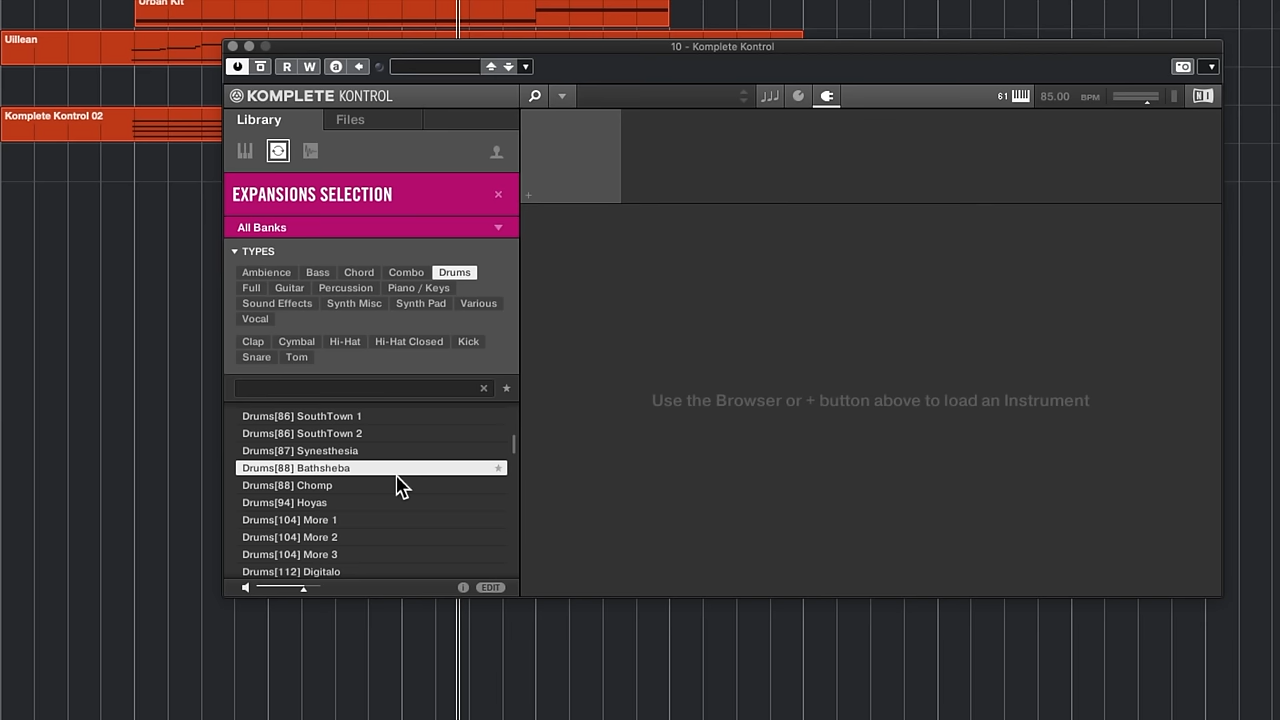 Urban Kit
Uillean
10 - Komplete Kontrol
R W a
KOMPLETE KONTROL
61 85.00 BPM
Komplete Kontrol 02
Library Files
EXPANSIONS SELECTION ×
All Banks
TYPES
Ambience Bass Chord Combo Drums
Full Guitar Percussion Piano / Keys
Sound Effects Synth Misc Synth Pad Various
Vocal
Clap Cymbal Hi-Hat Hi-Hat Closed Kick
Snare Tom
Drums[86] SouthTown 1
Drums[86] SouthTown 2
Drums[87] Synesthesia
Drums[88] Bathsheba
Drums[88] Chomp
Drums[94] Hoyas
Drums[104] More 1
Drums[104] More 2
Drums[104] More 3
Drums[112] Digitalo
i EDIT
+
Use the Browser or + button above to load an Instrument